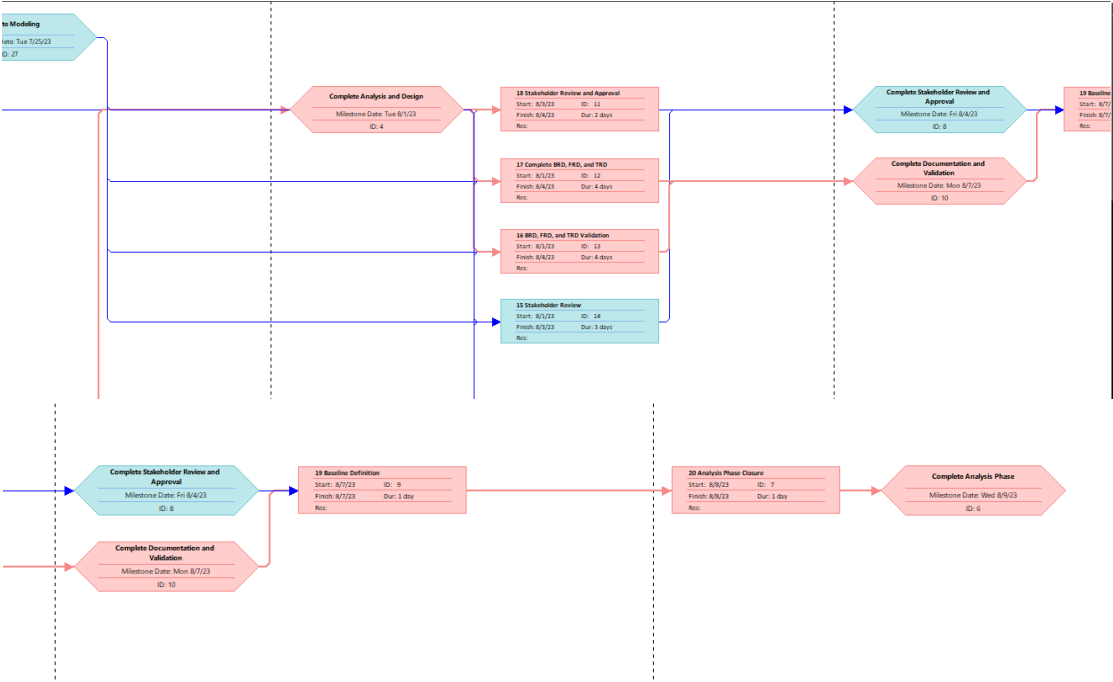 te Modeling
ate: Tue 7/25/23
ID: 27
Complete Analysis and Design
Milestone Date: Tue 8/1/23
ID: 4
18 Stakeholder Review and Approval
Start: 8/3/23 ID: 11
Finish: 8/4/23 Dur: 2 days
Res:
17 Complete BRD, FRD, and TRD
Start: 8/1/23 ID: 12
Finish: 8/4/23 Dur: 4 days
Res:
16 BRD, FRD, and TRD Validation
Start: 8/1/23 ID: 13
Finish: 8/4/23 Dur: 4 days
Res:
15 Stakeholder Review
Start: 8/1/23 ID: 14
Finish: 8/3/23 Dur: 3 days
Res:
Complete Stakeholder Review and
Approval
Milestone Date: Fri 8/4/23
ID: 8
Complete Documentation and
Validation
Milestone Date: Mon 8/7/23
ID: 10
19 Baseline
Start: 8/7/
Finish: 8/7/
Res:
Complete Stakeholder Review and
Approval
Milestone Date: Fri 8/4/23
ID: 8
Complete Documentation and
Validation
Milestone Date: Mon 8/7/23
ID: 10
19 Baseline Definition
Start: 8/7/23 ID: 9
Finish: 8/7/23 Dur: 1 day
Res:
20 Analysis Phase Closure
Start: 8/8/23 ID: 7
Finish: 8/8/23 Dur: 1 day
Res:
Complete Analysis Phase
Milestone Date: Wed 8/9/23
ID: 6